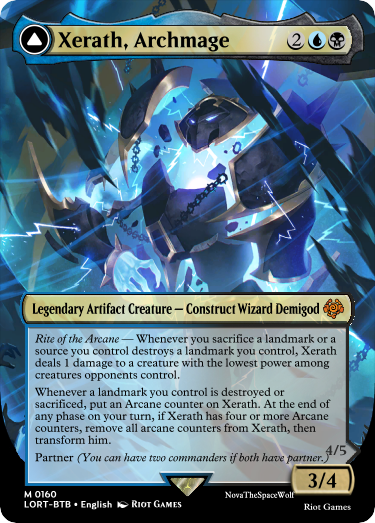 Xerath, Archmage 2
Legendary Artifact Creature — Construct Wizard Demigod
Rite of the Arcane — Whenever you sacrifice a landmark or a
source you control destroys a landmark you control, Xerath
deals 1 damage to a creature with the lowest power among
creatures opponents control.
Whenever a landmark you control is destroyed or
sacrificed, put an Arcane counter on Xerath. At the end of
any phase on your turn, if Xerath has four or more Arcane
counters, remove all arcane counters from Xerath, then
transform him.
4/5
Partner (You can have two commanders if both have partner.)
3/4
M 0160 NovaTheSpaceWolf
LORT-BTB • English Riot Games Riot Games